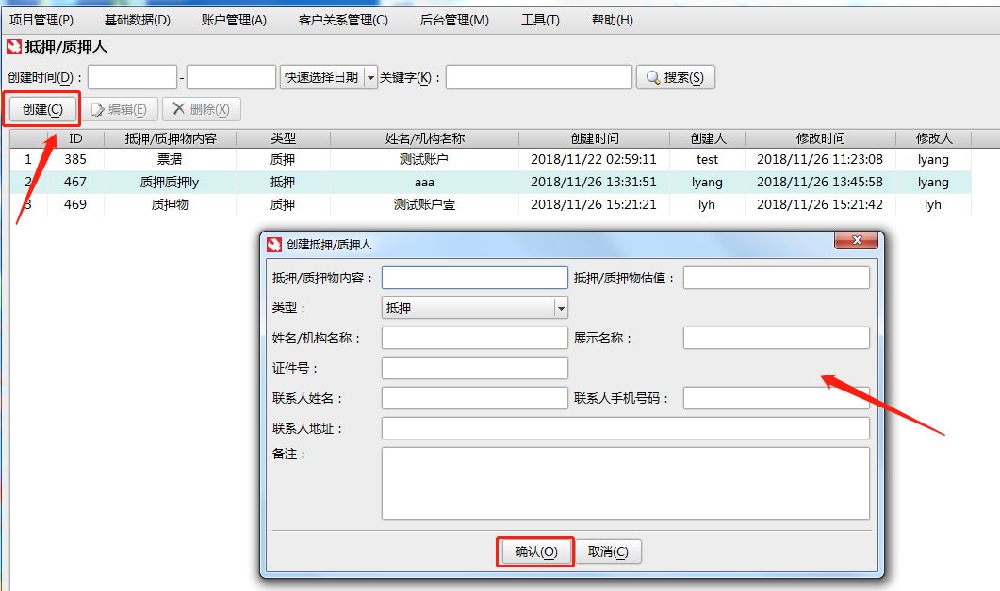 项目管理(P) 基础数据(D) 账户管理(A) 客户关系管理(C) 后台管理(M) 工具(T) 帮助(H)
抵押/质押人
创建时间(D)： - 快速选择日期 关键字(K)： 搜索(S)
创建(C) 编辑(E) 删除(X)
ID 抵押/质押物内容 类型 姓名/机构名称 创建时间 创建人 修改时间 修改人
1 385 票据 质押 测试账户 2018/11/22 02:59:11 test 2018/11/26 11:23:08 lyang
2 467 质押质押ly 抵押 aaa 2018/11/26 13:31:51 lyang 2018/11/26 13:45:58 lyang
3 469 质押物 质押 测试账户壹 2018/11/26 15:21:21 lyh 2018/11/26 15:21:42 lyh
创建抵押/质押人
抵押/质押物内容： 抵押/质押物估值：
类型： 抵押
姓名/机构名称： 展示名称：
证件号：
联系人姓名： 联系人手机号码：
联系人地址：
备注：
确认(O) 取消(C)